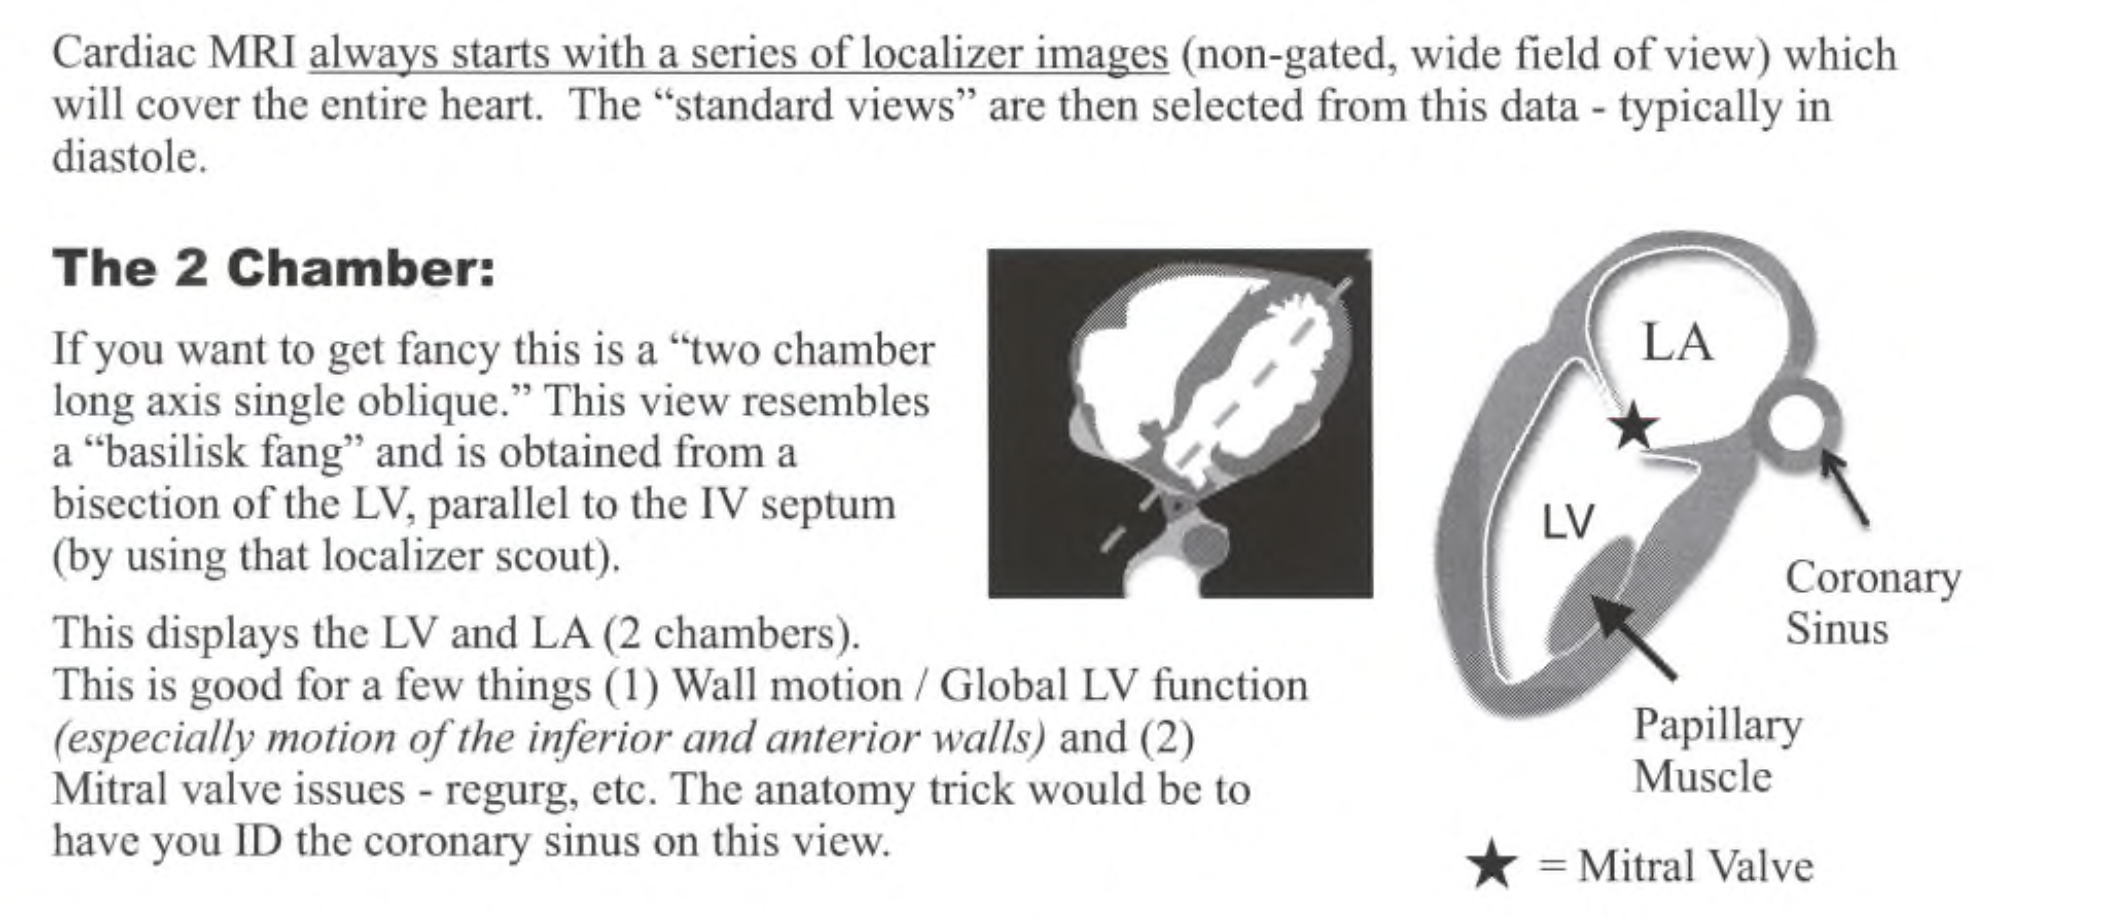 Cardiac MRI always starts with a series of localizer images (non-gated, wide field of view) which
will cover the entire heart.  The “standard views” are then selected from this data - typically in
diastole.
The 2 Chamber:
If you want to get fancy this is a “two chamber
long axis single oblique.” This view resembles
a “basilisk fang” and is obtained from a
bisection of the LV, parallel to the IV septum
(by using that localizer scout).
This displays the LV and LA (2 chambers).
This is good for a few things (1) Wall motion / Global LV function
(especially motion of the inferior and anterior walls) and (2)
Mitral valve issues - regurg, etc. The anatomy trick would be to
have you ID the coronary sinus on this view.
LA
LV
Coronary
Sinus
Papillary
Muscle
★ = Mitral Valve